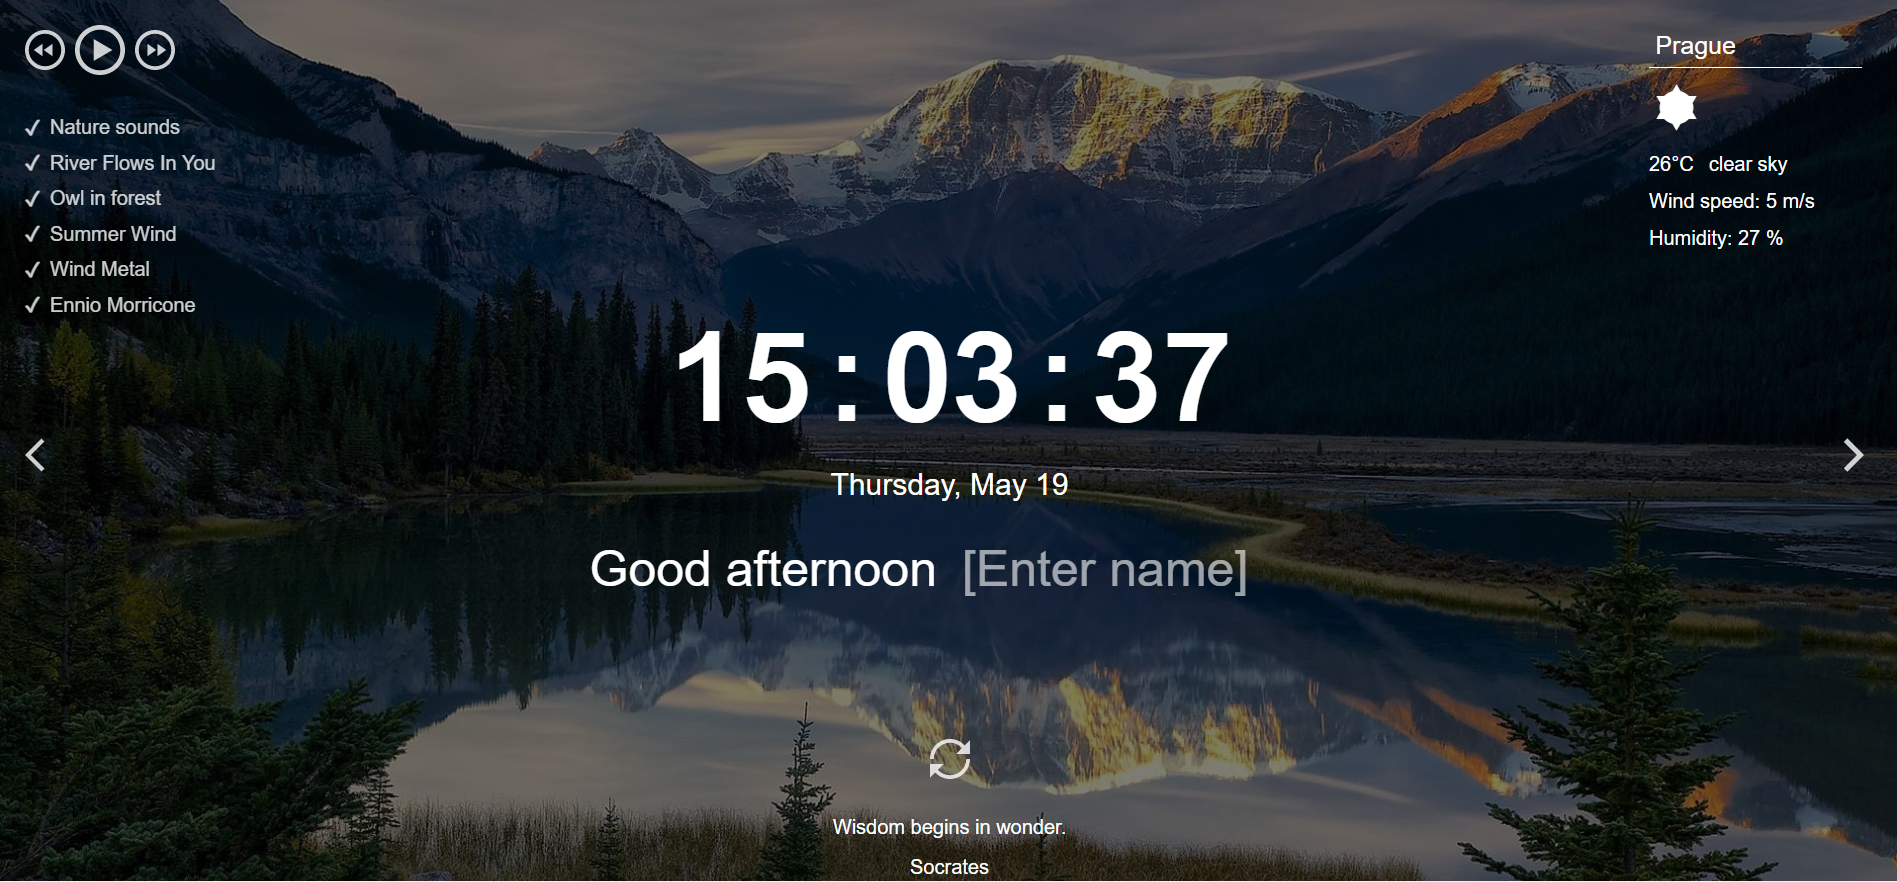 Prague
Nature sounds
River Flows In You
Owl in forest
Summer Wind
Wind Metal
Ennio Morricone
26°C clear sky
Wind speed: 5 m/s
Humidity: 27 %
15:03:37
Thursday, May 19
Good afternoon [Enter name]
Wisdom begins in wonder.
Socrates